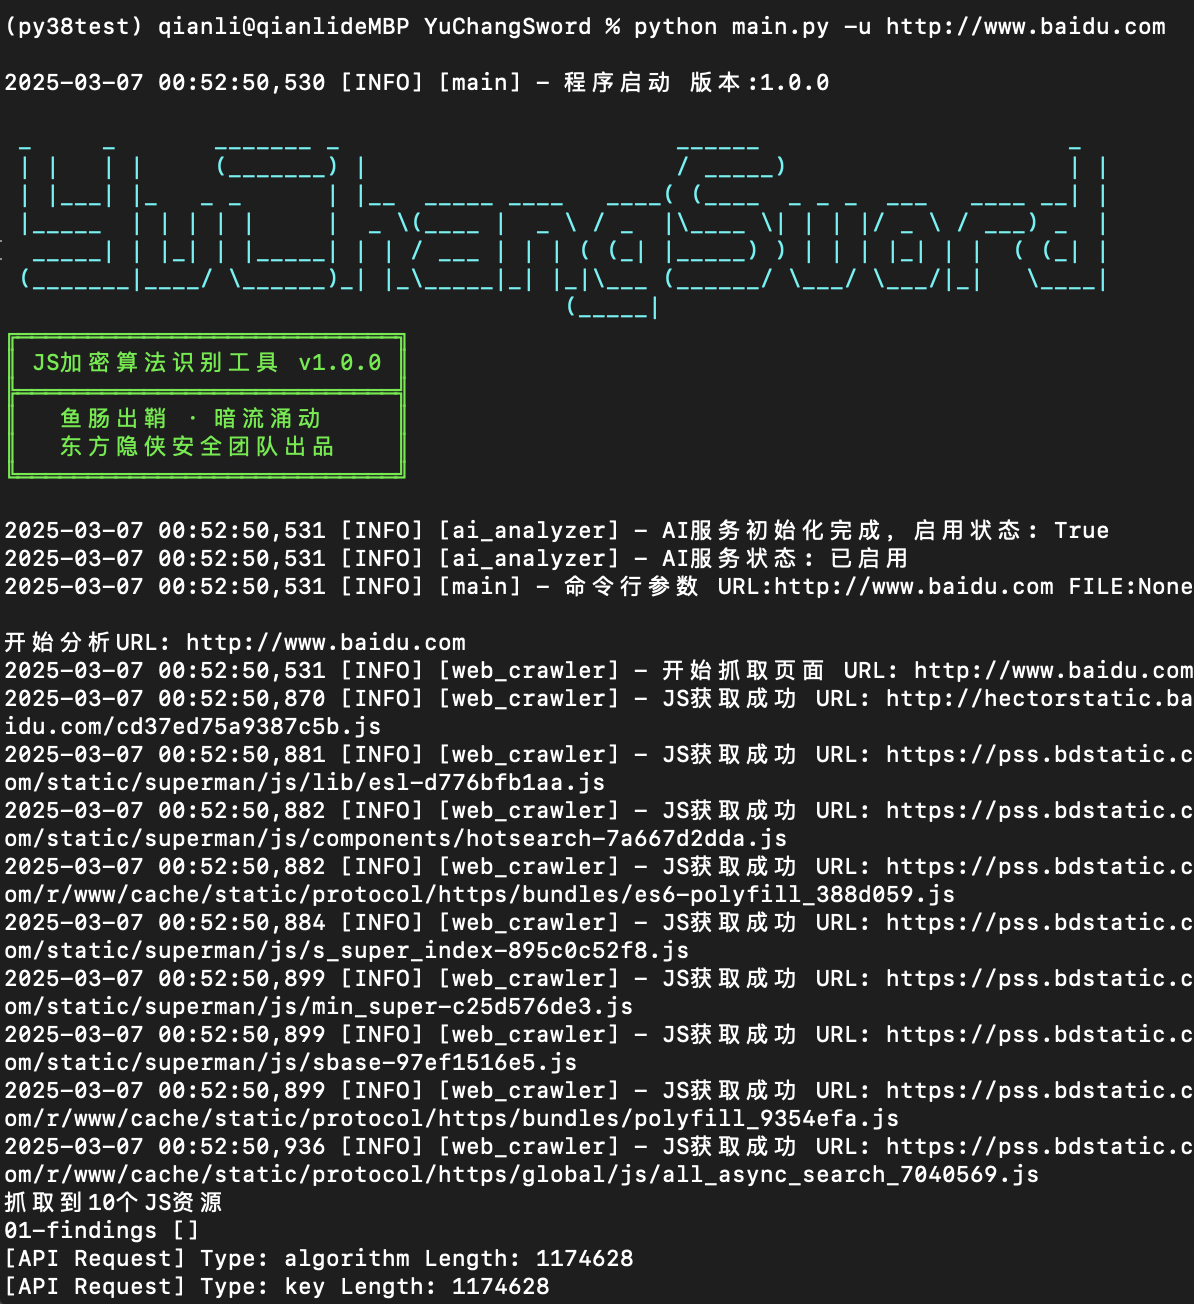 (py38test) qianli@qianlideMBP YuChangSword % python main.py -u http://www.baidu.com
2025-03-07 00:52:50,530 [INFO] [main] - 程序启动 版本:1.0.0
YuChangSword
JS加密算法识别工具 v1.0.0
鱼肠出鞘 · 暗流涌动
东方隐侠安全团队出品
2025-03-07 00:52:50,531 [INFO] [ai_analyzer] - AI服务初始化完成, 启用状态: True
2025-03-07 00:52:50,531 [INFO] [ai_analyzer] - AI服务状态: 已启用
2025-03-07 00:52:50,531 [INFO] [main] - 命令行参数 URL:http://www.baidu.com FILE:None
开始分析URL: http://www.baidu.com
2025-03-07 00:52:50,531 [INFO] [web_crawler] - 开始抓取页面 URL: http://www.baidu.com
2025-03-07 00:52:50,870 [INFO] [web_crawler] - JS获取成功 URL: http://hectorstatic.ba
idu.com/cd37ed75a9387c5b.js
2025-03-07 00:52:50,881 [INFO] [web_crawler] - JS获取成功 URL: https://pss.bdstatic.c
om/static/superman/js/lib/esl-d776bfb1aa.js
2025-03-07 00:52:50,882 [INFO] [web_crawler] - JS获取成功 URL: https://pss.bdstatic.c
om/static/superman/js/components/hotsearch-7a667d2dda.js
2025-03-07 00:52:50,882 [INFO] [web_crawler] - JS获取成功 URL: https://pss.bdstatic.c
om/r/www/cache/static/protocol/https/bundles/es6-polyfill_388d059.js
2025-03-07 00:52:50,884 [INFO] [web_crawler] - JS获取成功 URL: https://pss.bdstatic.c
om/static/superman/js/s_super_index-895c0c52f8.js
2025-03-07 00:52:50,899 [INFO] [web_crawler] - JS获取成功 URL: https://pss.bdstatic.c
om/static/superman/js/min_super-c25d576de3.js
2025-03-07 00:52:50,899 [INFO] [web_crawler] - JS获取成功 URL: https://pss.bdstatic.c
om/static/superman/js/sbase-97ef1516e5.js
2025-03-07 00:52:50,899 [INFO] [web_crawler] - JS获取成功 URL: https://pss.bdstatic.c
om/r/www/cache/static/protocol/https/bundles/polyfill_9354efa.js
2025-03-07 00:52:50,936 [INFO] [web_crawler] - JS获取成功 URL: https://pss.bdstatic.c
om/r/www/cache/static/protocol/https/global/js/all_async_search_7040569.js
抓取到10个JS资源
01-findings []
[API Request] Type: algorithm Length: 1174628
[API Request] Type: key Length: 1174628